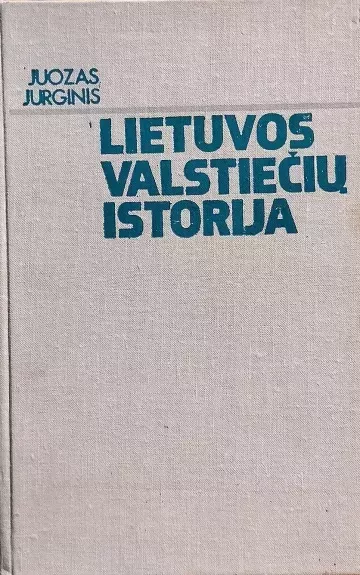 JUOZAS
JURGINIS
LIETUVOS
VALSTIEČIŲ
ISTORIJA